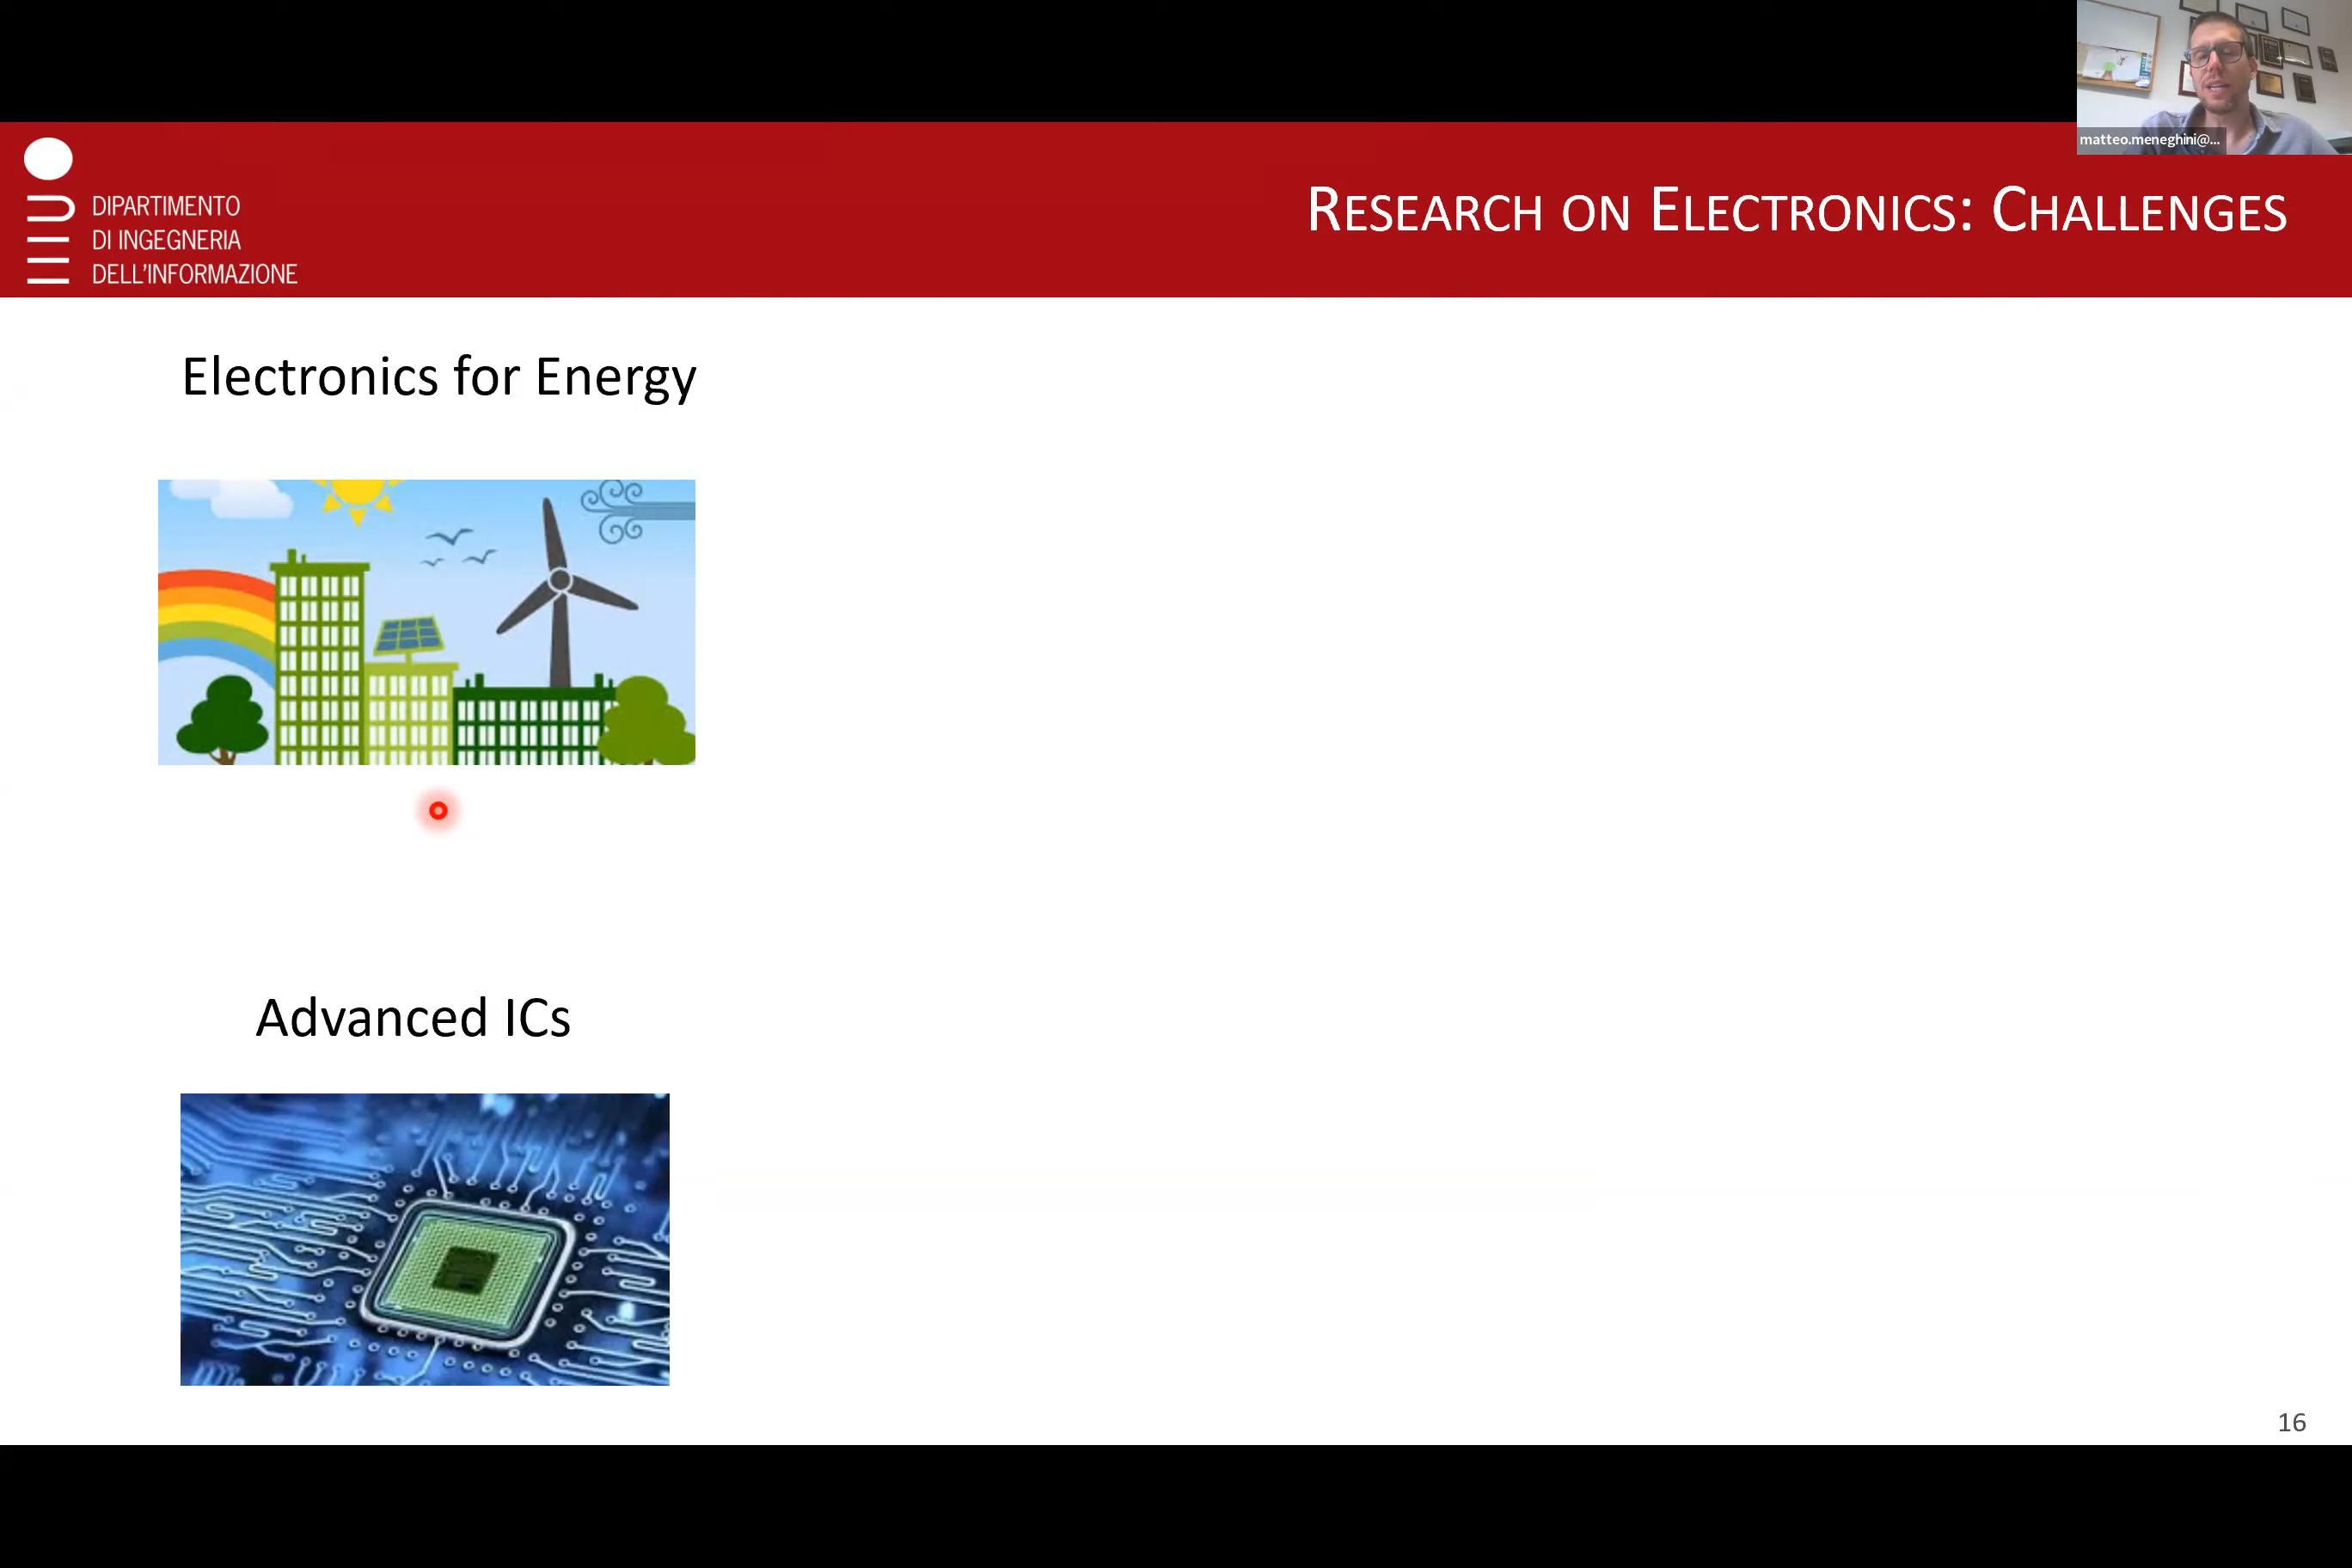 matteo.meneghini@...
DIPARTIMENTO
DI INGEGNERIA
DELL'INFORMAZIONE
RESEARCH ON ELECTRONICS: CHALLENGES
Electronics for Energy
Advanced ICs
16